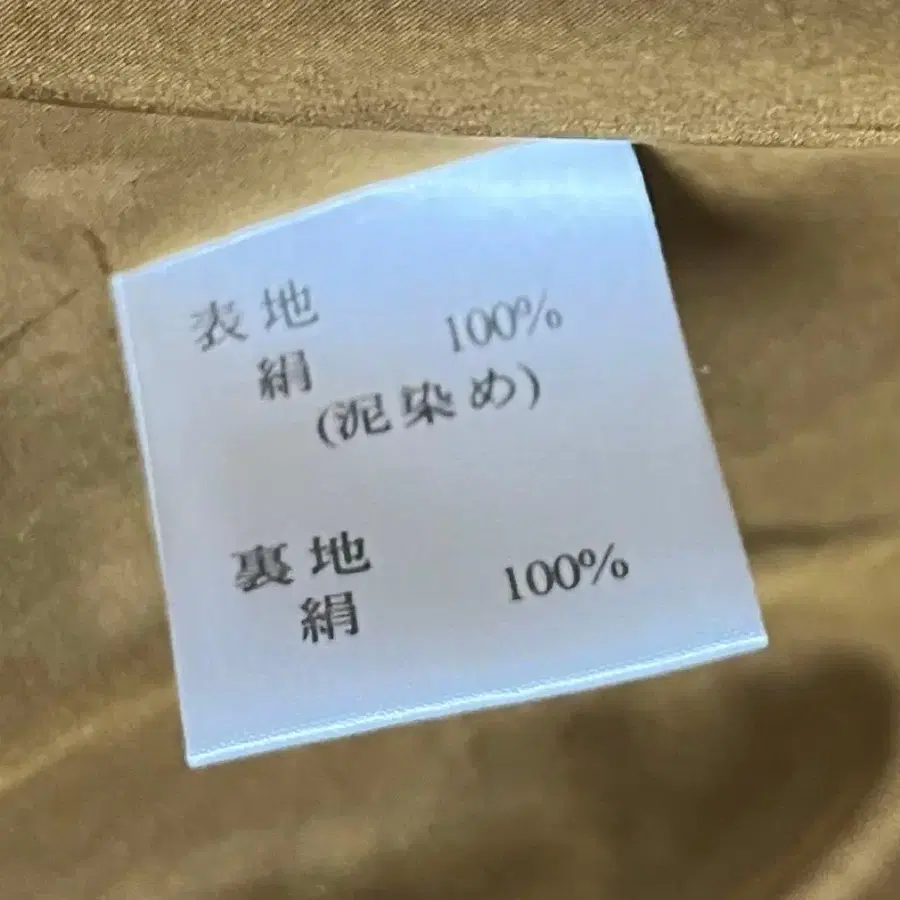 表地
絹 100%
(泥染め)
裏地
絹 100%